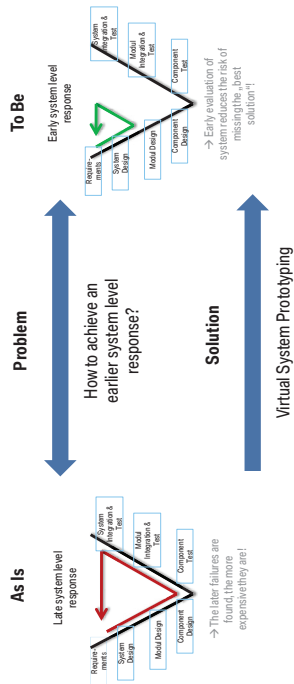 As Is
Late system level
response
Require-
ments
System
Design
Modul Design
Component
Design
System
Integration &
Test
Modul
Integration &
Test
Component
Test
→ The later failures are
found, the more
expensive they are!
Problem
How to achieve an
earlier system level
response?
Solution
Virtual System Prototyping
To Be
Early system level
response
Require-
ments
System
Design
Modul Design
Component
Design
System
Integration &
Test
Modul
Integration &
Test
Component
Test
→ Early evaluation of
system reduces the risk of
missing the „best
solution“!